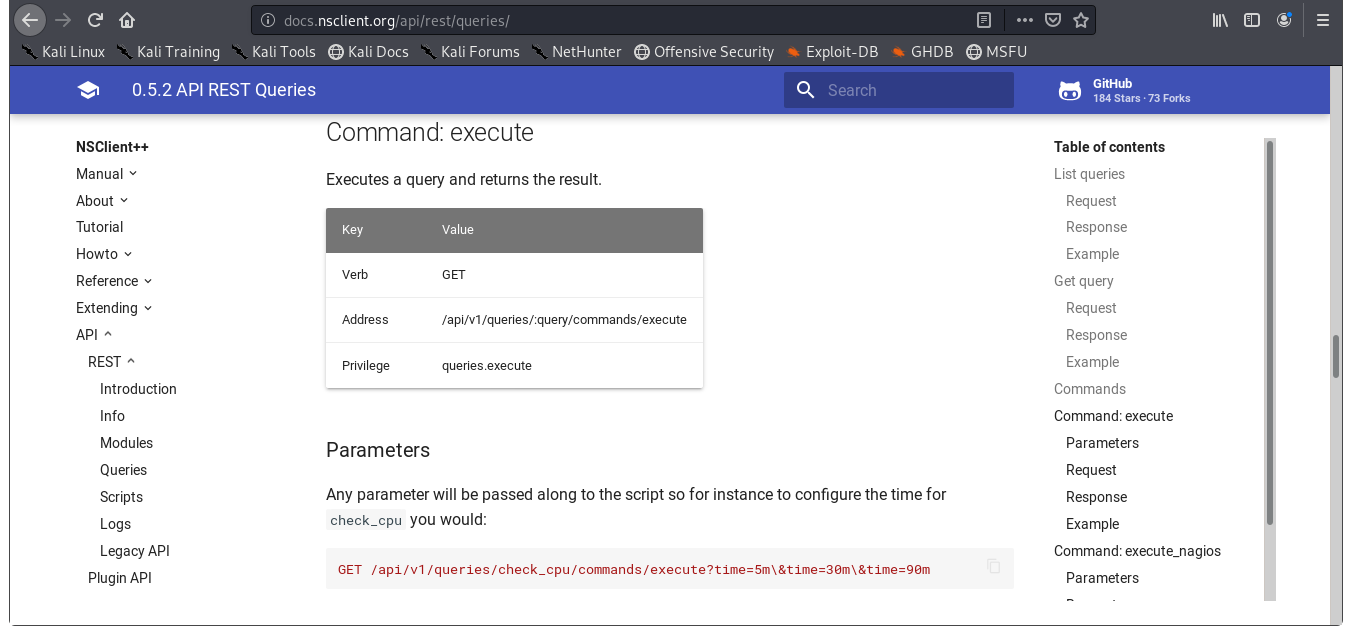 docs.nsclient.org/api/rest/queries/
Kali Linux Kali Training Kali Tools Kali Docs Kali Forums NetHunter Offensive Security Exploit-DB GHDB MSFU
0.5.2 API REST Queries
Search
GitHub
184 Stars · 73 Forks
NSClient++
Manual
About
Tutorial
Howto
Reference
Extending
API
REST
Introduction
Info
Modules
Queries
Scripts
Logs
Legacy API
Plugin API
Command: execute
Executes a query and returns the result.
Key Value
Verb GET
Address /api/v1/queries/:query/commands/execute
Privilege queries.execute
Parameters
Any parameter will be passed along to the script so for instance to configure the time for
check_cpu you would:
GET /api/v1/queries/check_cpu/commands/execute?time=5m\&time=30m\&time=90m
Table of contents
List queries
Request
Response
Example
Get query
Request
Response
Example
Commands
Command: execute
Parameters
Request
Response
Example
Command: execute_nagios
Parameters